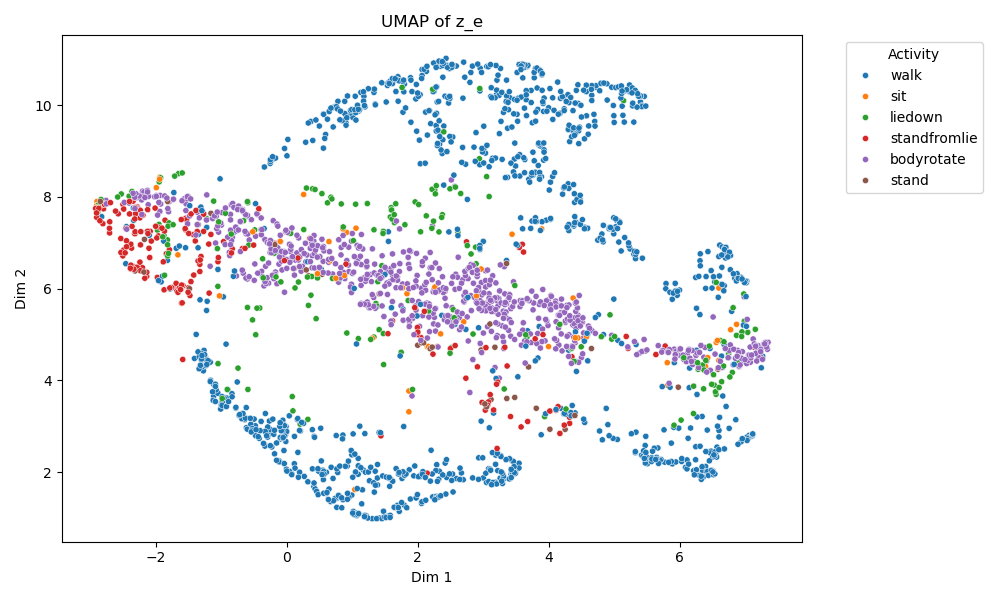 UMAP of z_e
Activity
walk
sit
liedown
standfromlie
bodyrotate
stand
10
8
6
4
2
Dim 2
−2
0
2
4
6
Dim 1